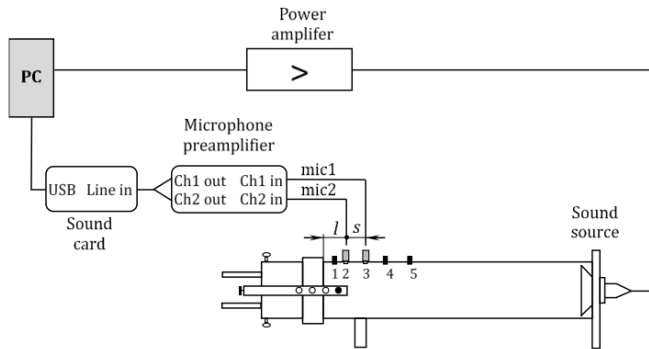 Power
amplifer
PC
>
Microphone
preamplifier
mic1
mic2
Ch1 out Ch1 in
Ch2 out Ch2 in
USB Line in
Sound
card
l s
Sound
source
1 2 3 4 5